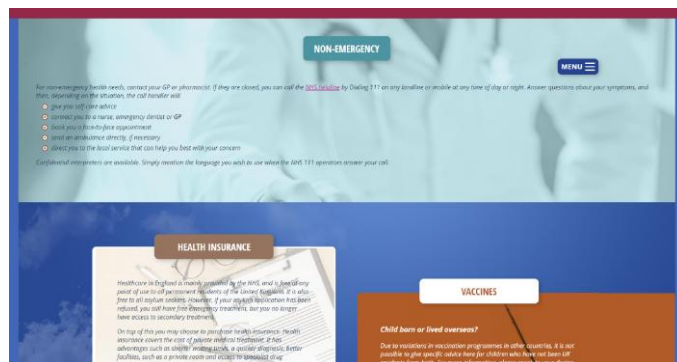 NON-EMERGENCY
MENU
For non-emergency health needs, contact your GP or pharmacist. If they are closed, you can call the NHS helpline by Dialing 111 on any landline or mobile at any time of day or night. Answer questions about your symptoms, and
then, depending on the situation, the call handler will:
give you self-care advice
connect you to a nurse, emergency dentist or GP
book you a face-to-face appointment
send an ambulance directly, if necessary
direct you to the local service that can help you best with your concern
Confidential interpreters are available. Simply mention the language you wish to use when the NHS 111 operators answer your call.
HEALTH INSURANCE
Healthcare in England is mainly provided by the NHS, and is free at any
point of use to all permanent residents of the United Kingdom. It is also
free to all asylum seekers. However, if your asylum application has been
refused, you still have free emergency treatment, but you no longer
have access to secondary treatment.
On top of this you may choose to purchase health insurance. Health
insurance covers the cost of private medical treatment. It has
advantages such as shorter waiting times, a quicker diagnosis, better
facilities, such as a private room and access to specialist drug
VACCINES
Child born or lived overseas?
Due to variations in vaccination programmes in other countries, it is not
possible to give specific advice here for children who have not been UK